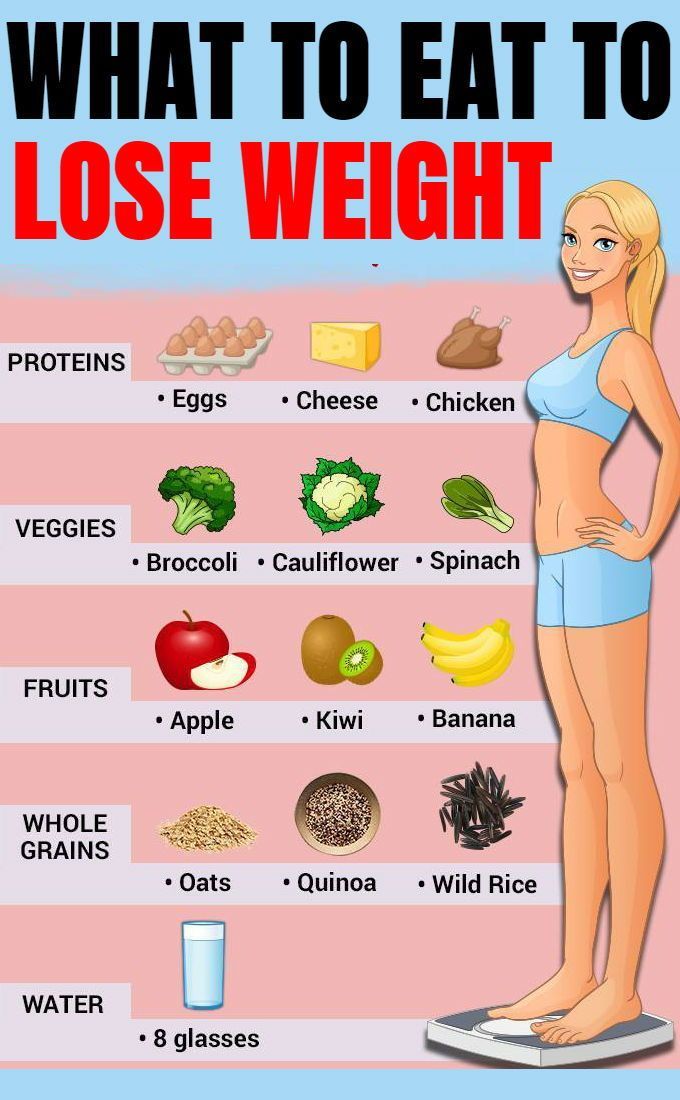 WHAT TO EAT TO
LOSE WEIGHT
PROTEINS
• Eggs
• Cheese
• Chicken
VEGGIES
• Broccoli
• Cauliflower
• Spinach
FRUITS
• Apple
• Kiwi
• Banana
WHOLE
GRAINS
• Oats
• Quinoa
• Wild Rice
WATER
• 8 glasses